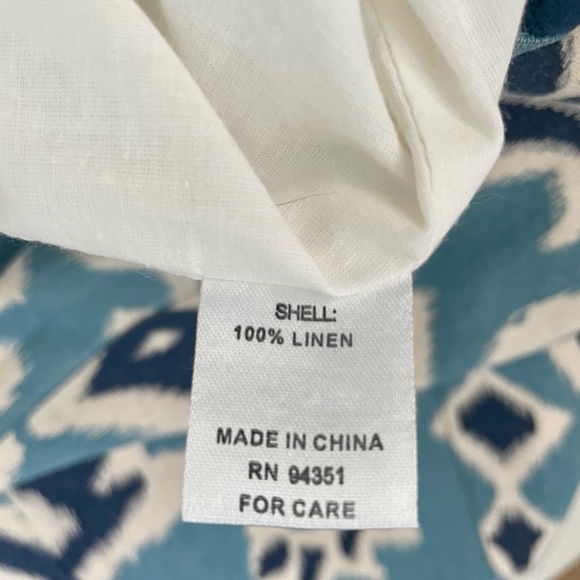 SHELL:
100% LINEN
MADE IN CHINA
RN 94351
FOR CARE